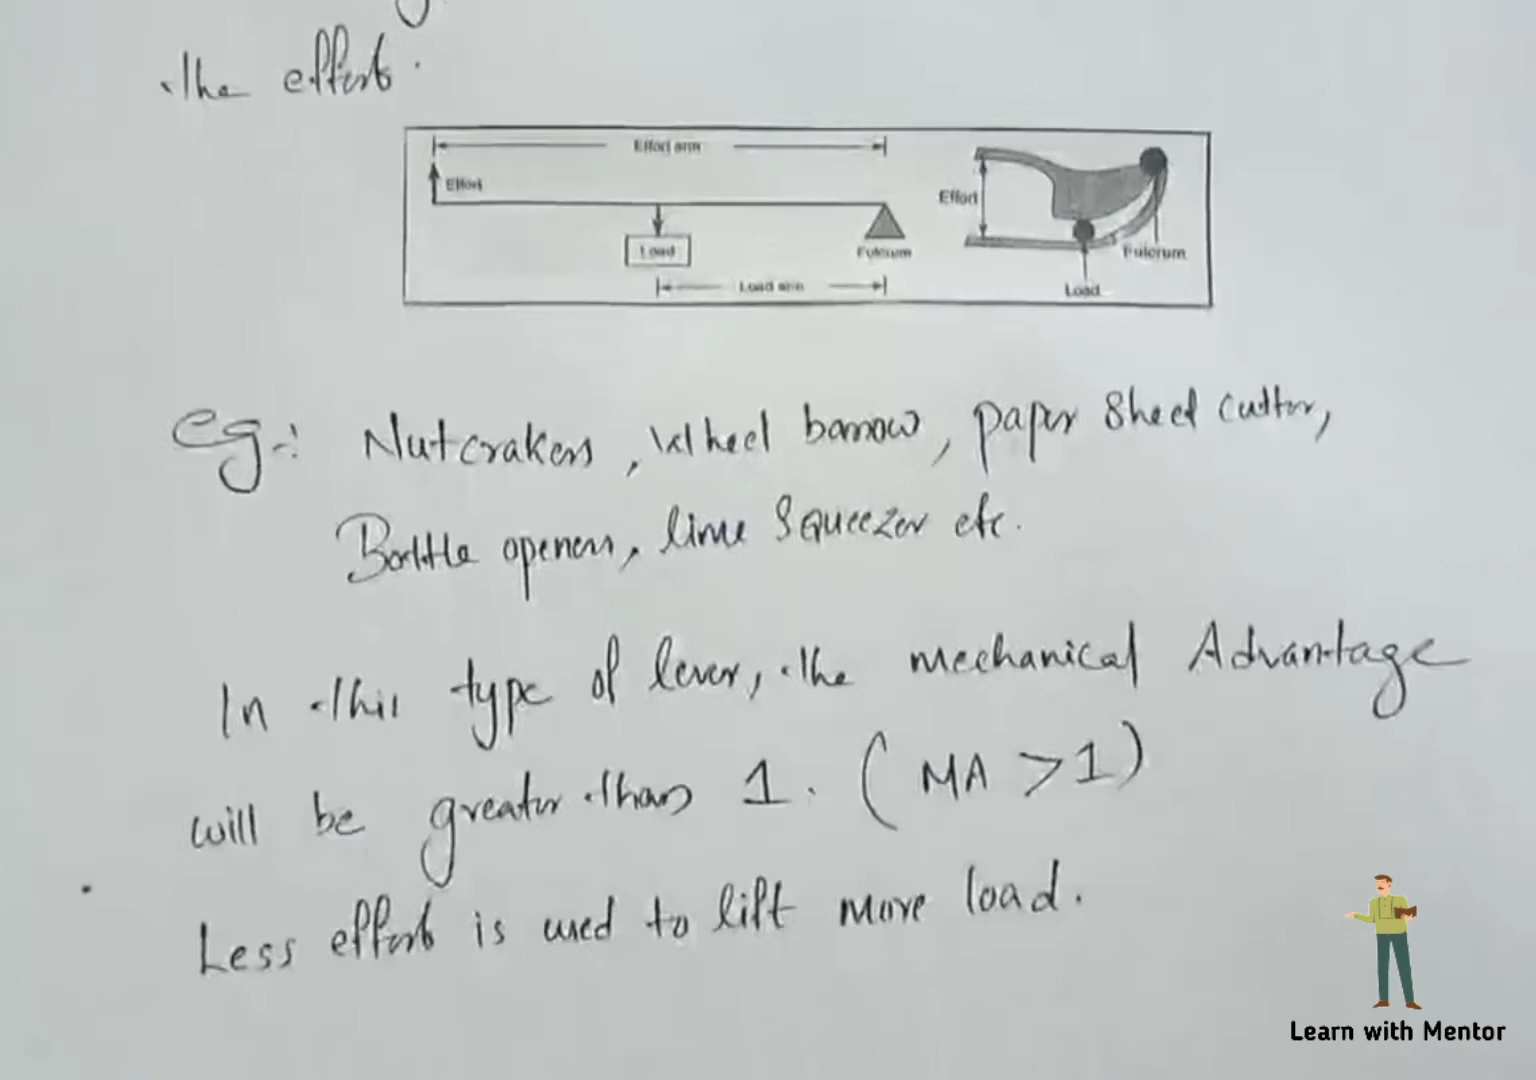 the effort.
Effort arm
Effort
Effort
Load
Fulcrum
Fulcrum
Load arm
Load
eg: Nutcrakers, Wheel barrow, paper sheet cutter,
Bottle openers, lime squeezer etc.
In this type of lever, the mechanical Advantage
will be greater than 1. (MA >1)
Less effort is used to lift more load.
Learn with Mentor